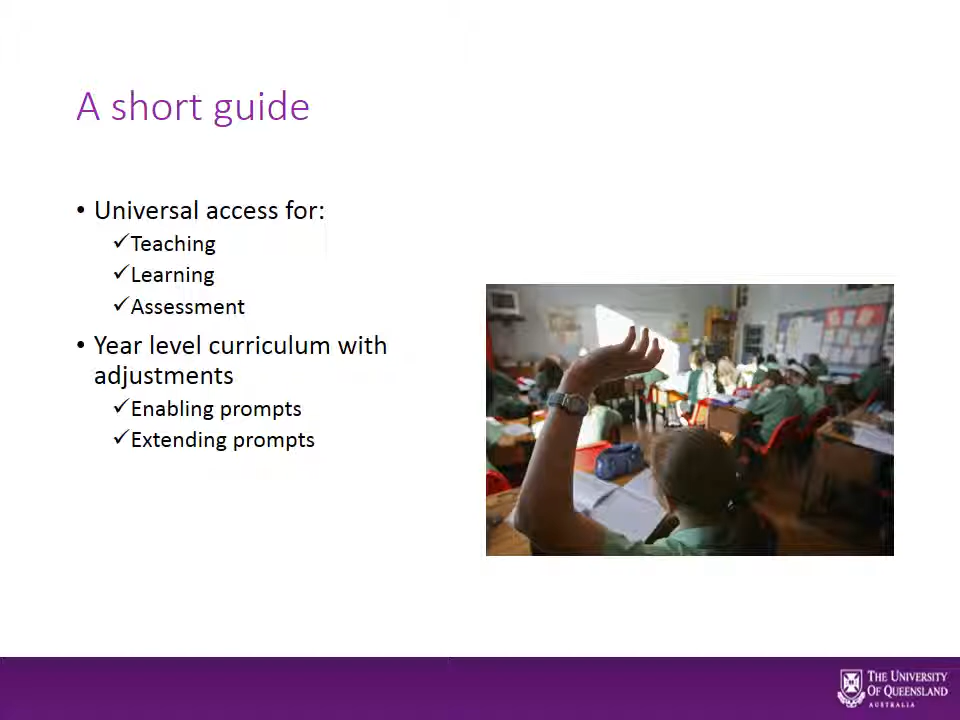 A short guide
• Universal access for:
✓Teaching
✓Learning
✓Assessment
• Year level curriculum with
adjustments
✓Enabling prompts
✓Extending prompts
THE UNIVERSITY
OF QUEENSLAND
AUSTRALIA